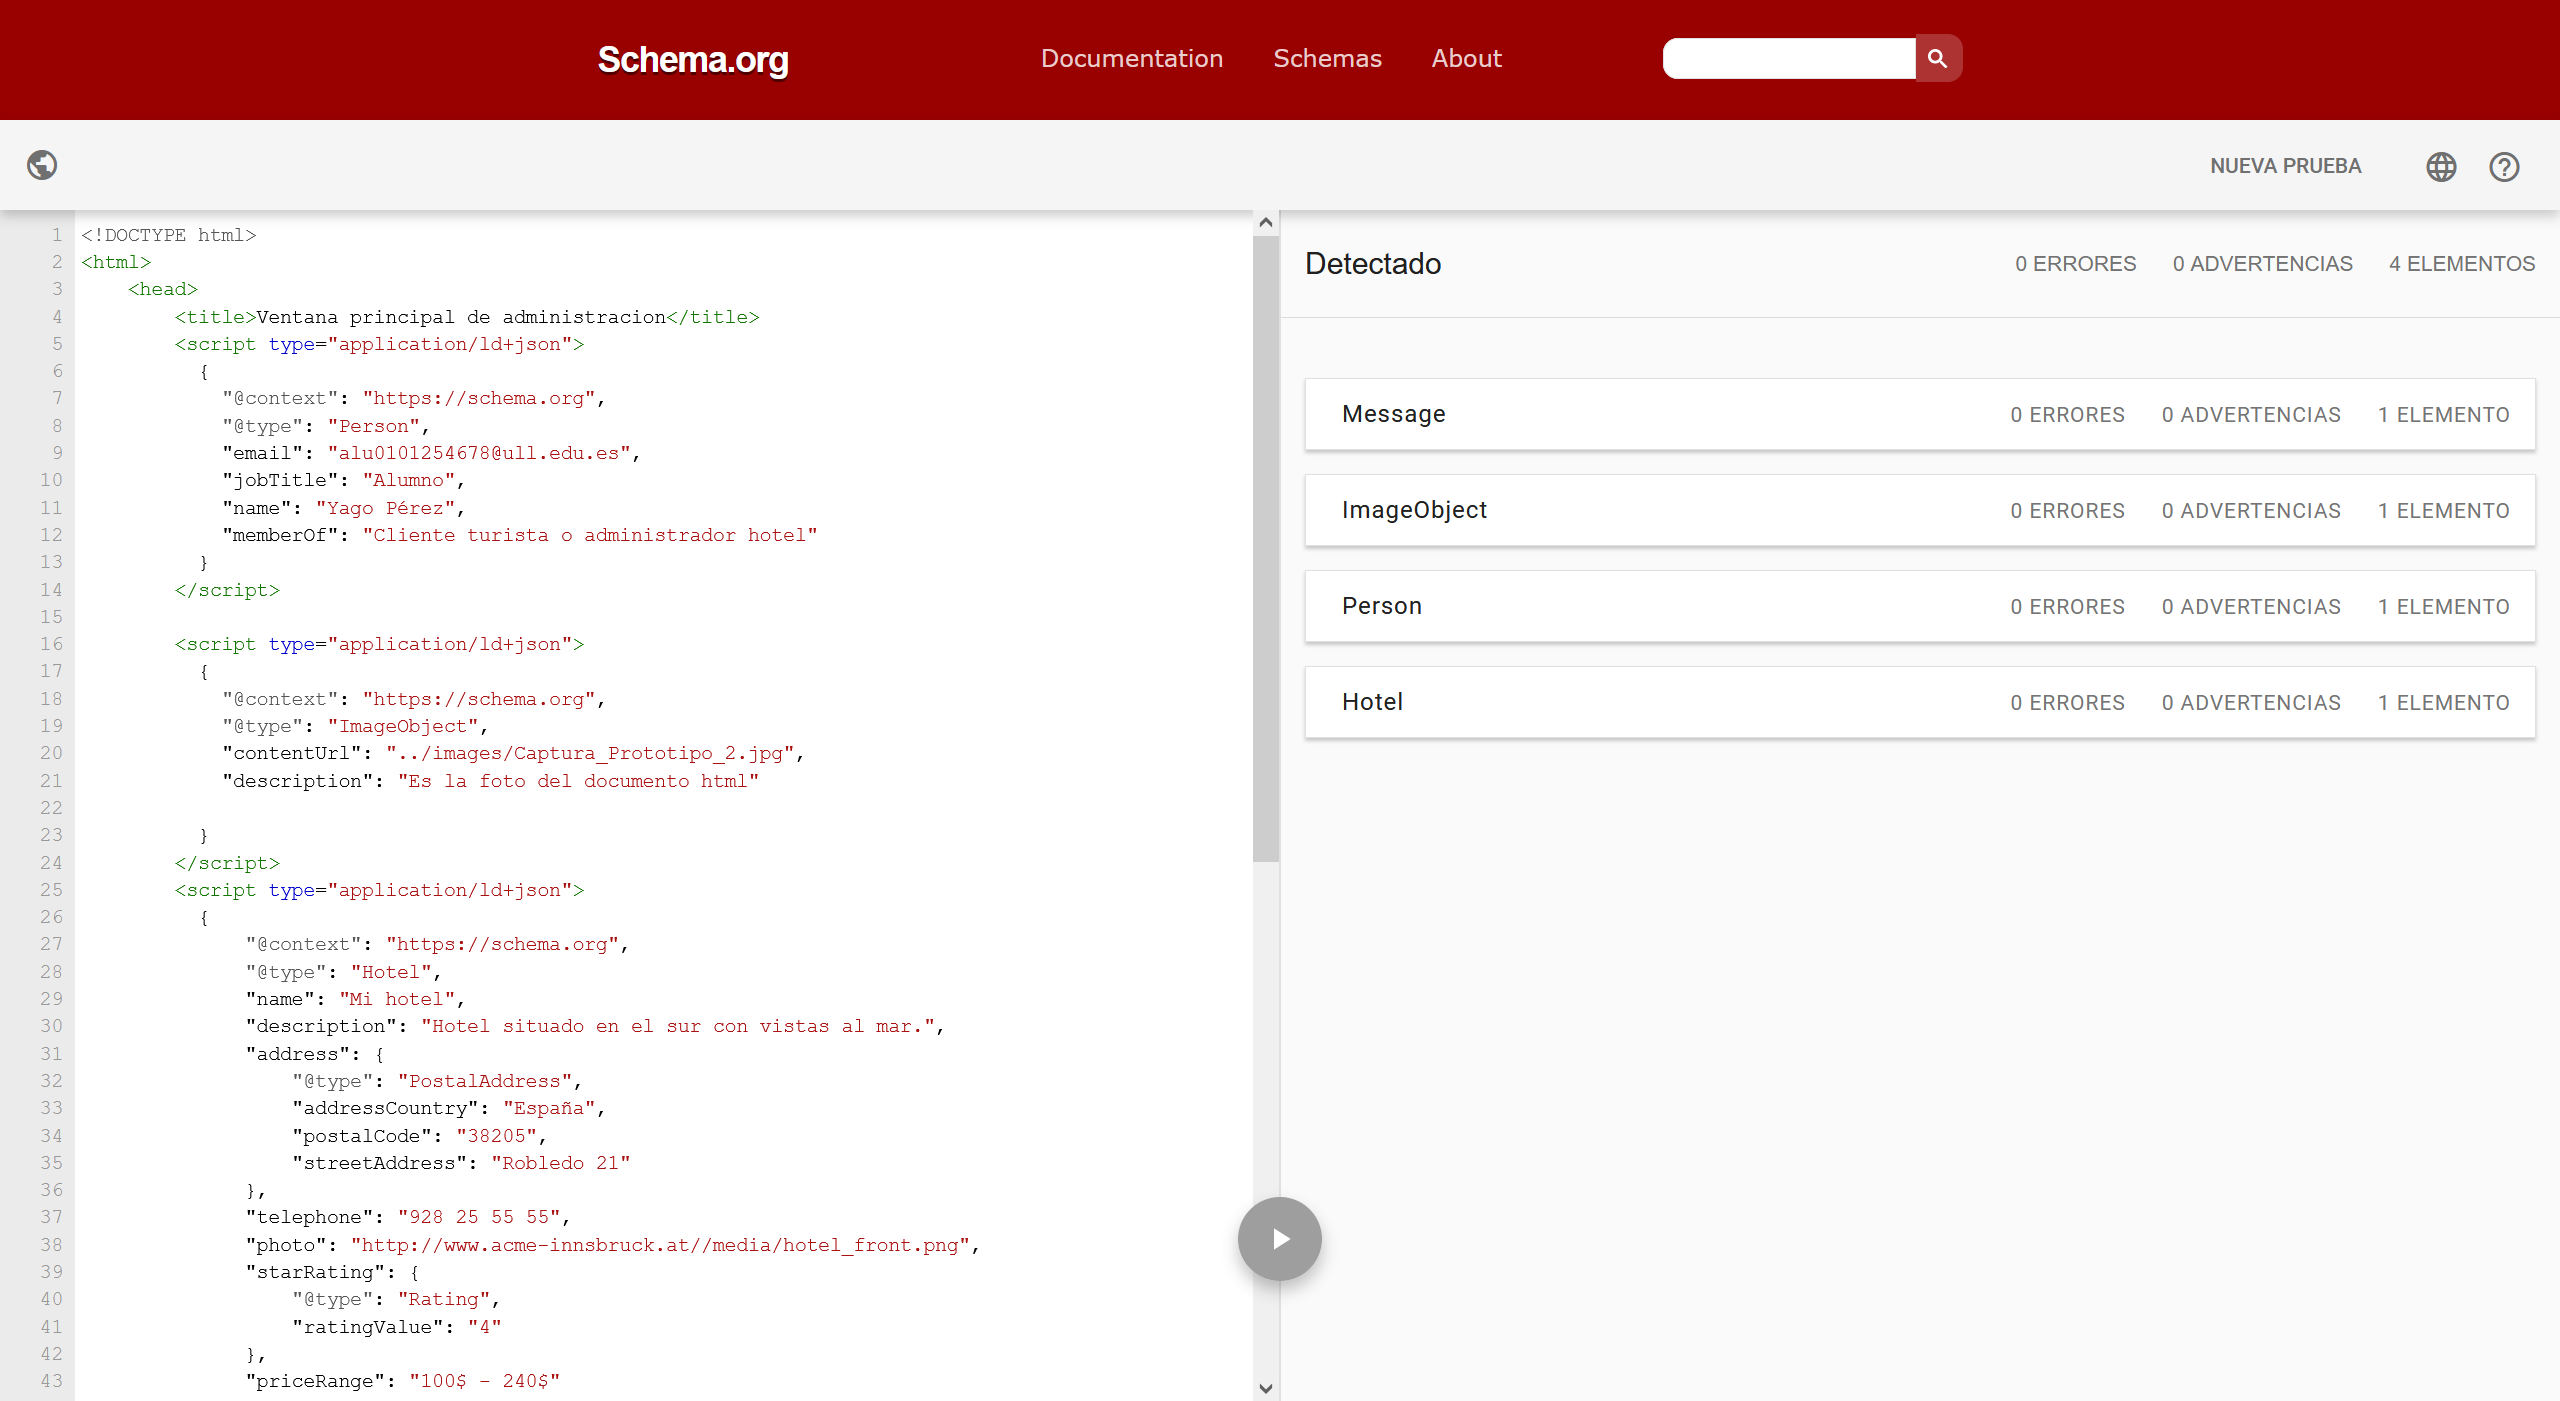 Schema.org
Documentation Schemas About
NUEVA PRUEBA
1 <!DOCTYPE html>
2 <html>
3 <head>
4 <title>Ventana principal de administracion</title>
5 <script type="application/ld+json">
6 {
7 "@context": "https://schema.org",
8 "@type": "Person",
9 "email": "alu0101254678@ull.edu.es",
10 "jobTitle": "Alumno",
11 "name": "Yago Pérez",
12 "memberOf": "Cliente turista o administrador hotel"
13 }
14 </script>
15
16 <script type="application/ld+json">
17 {
18 "@context": "https://schema.org",
19 "@type": "ImageObject",
20 "contentUrl": "../images/Captura_Prototipo_2.jpg",
21 "description": "Es la foto del documento html"
22
23 }
24 </script>
25 <script type="application/ld+json">
26 {
27 "@context": "https://schema.org",
28 "@type": "Hotel",
29 "name": "Mi hotel",
30 "description": "Hotel situado en el sur con vistas al mar.",
31 "address": {
32 "@type": "PostalAddress",
33 "addressCountry": "España",
34 "postalCode": "38205",
35 "streetAddress": "Robledo 21"
36 },
37 "telephone": "928 25 55 55",
38 "photo": "http://www.acme-innsbruck.at//media/hotel_front.png",
39 "starRating": {
40 "@type": "Rating",
41 "ratingValue": "4"
42 },
43 "priceRange": "100$ - 240$"
Detectado 0 ERRORES 0 ADVERTENCIAS 4 ELEMENTOS
Message 0 ERRORES 0 ADVERTENCIAS 1 ELEMENTO
ImageObject 0 ERRORES 0 ADVERTENCIAS 1 ELEMENTO
Person 0 ERRORES 0 ADVERTENCIAS 1 ELEMENTO
Hotel 0 ERRORES 0 ADVERTENCIAS 1 ELEMENTO